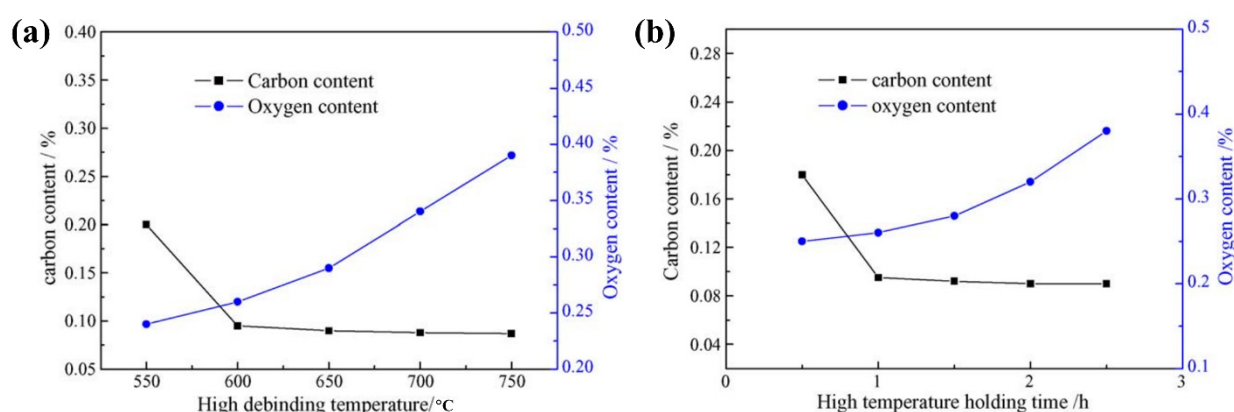 (a)
carbon content / %
0.40
0.35
0.30
0.25
0.20
0.15
0.10
0.05
Carbon content
Oxygen content
0.50
0.45
0.40
0.35
0.30
0.25
0.20
Oxygen content / %
550 600 650 700 750
High debinding temperature/°C
(b)
Carbon content / %
0.28
0.24
0.20
0.16
0.12
0.08
0.04
carbon content
oxygen content
0.5
0.4
0.3
0.2
0.1
Oxygen content /%
0 1 2 3
High temperature holding time /h